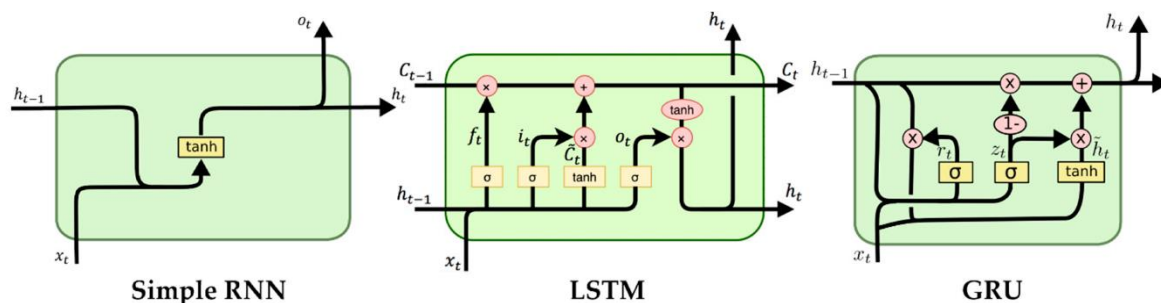 o_t
h_{t-1}
h_t
tanh
x_t
Simple RNN
h_t
C_{t-1}
C_t
×
+
tanh
f_t
i_t
×
o_t
×
C̃_t
σ
σ
tanh
σ
h_{t-1}
h_t
x_t
LSTM
h_t
h_{t-1}
x
+
1-
x
r_t
z_t
x
h̃_t
σ
σ
tanh
x_t
GRU